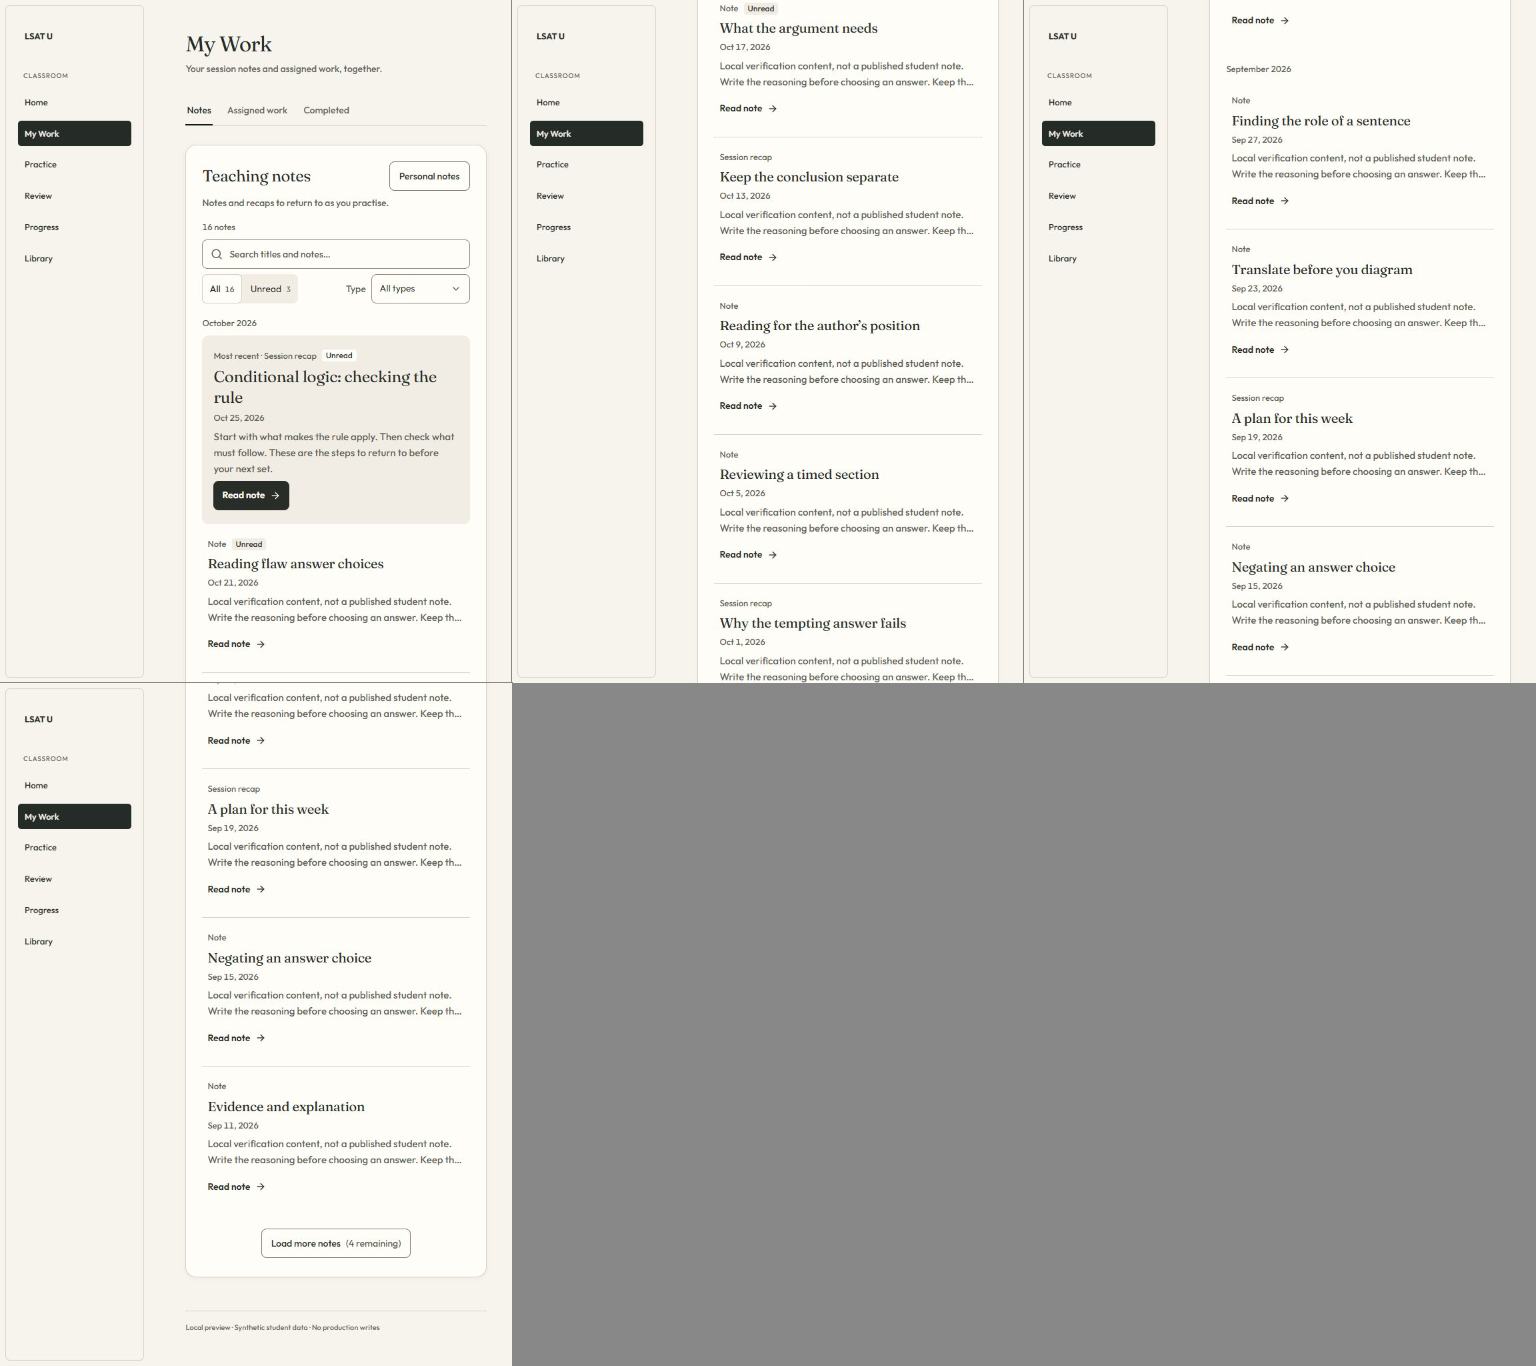 LSAT U
CLASSROOM
Home
My Work
Practice
Review
Progress
Library
My Work
Your session notes and assigned work, together.
Notes
Assigned work
Completed
Teaching notes
Personal notes
Notes and recaps to return to as you practise.
16 notes
Search titles and notes...
All 16
Unread 3
Type
All types
October 2026
Most recent · Session recap Unread
Conditional logic: checking the
rule
Oct 25, 2026
Start with what makes the rule apply. Then check what
must follow. These are the steps to return to before
your next set.
Read note →
Note Unread
Reading flaw answer choices
Oct 21, 2026
Local verification content, not a published student note.
Write the reasoning before choosing an answer. Keep th...
Read note →
LSAT U
CLASSROOM
Home
My Work
Practice
Review
Progress
Library
Note Unread
What the argument needs
Oct 17, 2026
Local verification content, not a published student note.
Write the reasoning before choosing an answer. Keep th...
Read note →
Session recap
Keep the conclusion separate
Oct 13, 2026
Local verification content, not a published student note.
Write the reasoning before choosing an answer. Keep th...
Read note →
Note
Reading for the author’s position
Oct 9, 2026
Local verification content, not a published student note.
Write the reasoning before choosing an answer. Keep th...
Read note →
Note
Reviewing a timed section
Oct 5, 2026
Local verification content, not a published student note.
Write the reasoning before choosing an answer. Keep th...
Read note →
Session recap
Why the tempting answer fails
Oct 1, 2026
Local verification content, not a published student note.
Write the reasoning before choosing an answer. Keep th...
LSAT U
CLASSROOM
Home
My Work
Practice
Review
Progress
Library
Read note →
September 2026
Note
Finding the role of a sentence
Sep 27, 2026
Local verification content, not a published student note.
Write the reasoning before choosing an answer. Keep th...
Read note →
Note
Translate before you diagram
Sep 23, 2026
Local verification content, not a published student note.
Write the reasoning before choosing an answer. Keep th...
Read note →
Session recap
A plan for this week
Sep 19, 2026
Local verification content, not a published student note.
Write the reasoning before choosing an answer. Keep th...
Read note →
Note
Negating an answer choice
Sep 15, 2026
Local verification content, not a published student note.
Write the reasoning before choosing an answer. Keep th...
Read note →
LSAT U
CLASSROOM
Home
My Work
Practice
Review
Progress
Library
Local verification content, not a published student note.
Write the reasoning before choosing an answer. Keep th...
Read note →
Session recap
A plan for this week
Sep 19, 2026
Local verification content, not a published student note.
Write the reasoning before choosing an answer. Keep th...
Read note →
Note
Negating an answer choice
Sep 15, 2026
Local verification content, not a published student note.
Write the reasoning before choosing an answer. Keep th...
Read note →
Note
Evidence and explanation
Sep 11, 2026
Local verification content, not a published student note.
Write the reasoning before choosing an answer. Keep th...
Read note →
Load more notes (4 remaining)
Local preview · Synthetic student data · No production writes